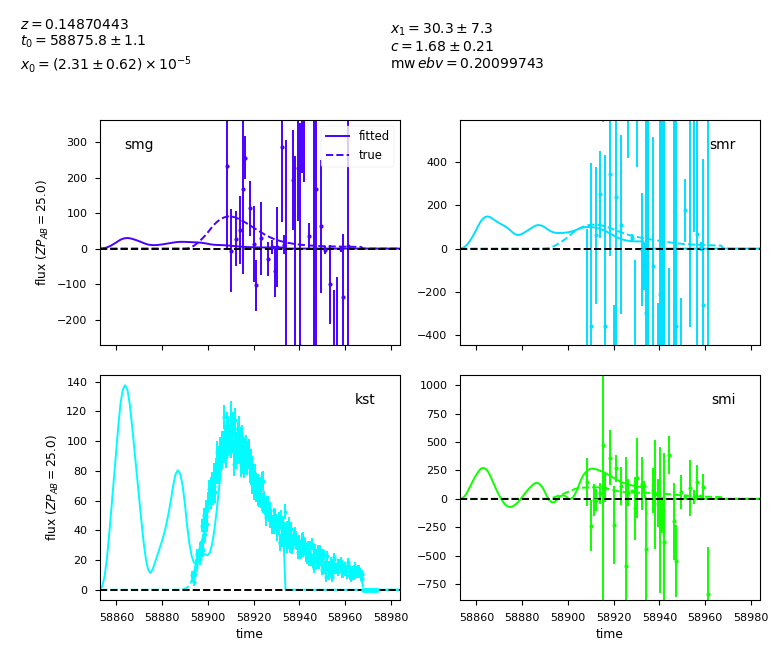 z = 0.14870443
t₀ = 58875.8 ± 1.1
x₀ = (2.31 ± 0.62) × 10⁻⁵
x₁ = 30.3 ± 7.3
c = 1.68 ± 0.21
mw ebv = 0.20099743
smg
fitted
true
300
200
100
0
−100
−200
flux (ZP_AB = 25.0)
smr
400
200
0
−200
−400
kst
140
120
100
80
60
40
20
0
flux (ZP_AB = 25.0)
58860 58880 58900 58920 58940 58960 58980
time
smi
1000
750
500
250
0
−250
−500
−750
58860 58880 58900 58920 58940 58960 58980
time